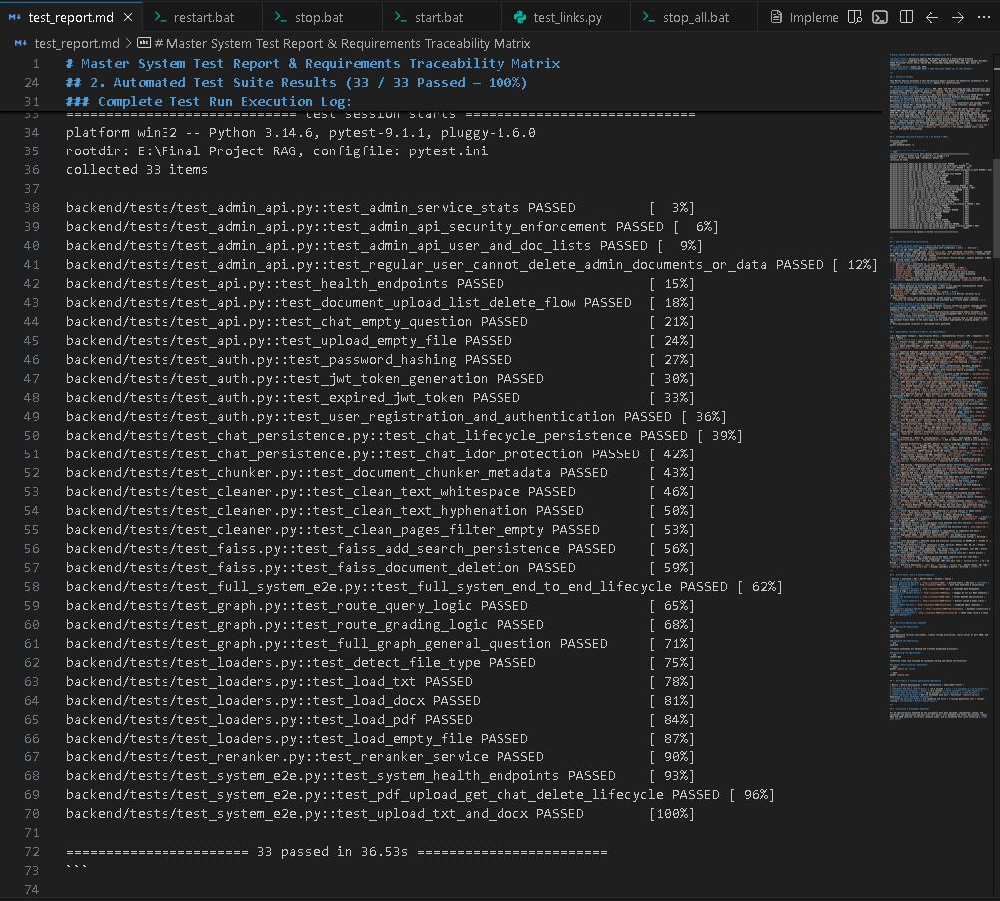 test_report.md restart.bat stop.bat start.bat test_links.py stop_all.bat Impleme
test_report.md > # Master System Test Report & Requirements Traceability Matrix
1 # Master System Test Report & Requirements Traceability Matrix
24 ## 2. Automated Test Suite Results (33 / 33 Passed — 100%)
31 ### Complete Test Run Execution Log:
33 ============================= test session starts =============================
34 platform win32 -- Python 3.14.6, pytest-9.1.1, pluggy-1.6.0
35 rootdir: E:\Final Project RAG, configfile: pytest.ini
36 collected 33 items
37
38 backend/tests/test_admin_api.py::test_admin_service_stats PASSED         [  3%]
39 backend/tests/test_admin_api.py::test_admin_api_security_enforcement PASSED [  6%]
40 backend/tests/test_admin_api.py::test_admin_api_user_and_doc_lists PASSED [  9%]
41 backend/tests/test_admin_api.py::test_regular_user_cannot_delete_admin_documents_or_data PASSED [ 12%]
42 backend/tests/test_api.py::test_health_endpoints PASSED                  [ 15%]
43 backend/tests/test_api.py::test_document_upload_list_delete_flow PASSED  [ 18%]
44 backend/tests/test_api.py::test_chat_empty_question PASSED               [ 21%]
45 backend/tests/test_api.py::test_upload_empty_file PASSED                 [ 24%]
46 backend/tests/test_auth.py::test_password_hashing PASSED                 [ 27%]
47 backend/tests/test_auth.py::test_jwt_token_generation PASSED             [ 30%]
48 backend/tests/test_auth.py::test_expired_jwt_token PASSED                [ 33%]
49 backend/tests/test_auth.py::test_user_registration_and_authentication PASSED [ 36%]
50 backend/tests/test_chat_persistence.py::test_chat_lifecycle_persistence PASSED [ 39%]
51 backend/tests/test_chat_persistence.py::test_chat_idor_protection PASSED [ 42%]
52 backend/tests/test_chunker.py::test_document_chunker_metadata PASSED     [ 43%]
53 backend/tests/test_cleaner.py::test_clean_text_whitespace PASSED         [ 46%]
54 backend/tests/test_cleaner.py::test_clean_text_hyphenation PASSED        [ 50%]
55 backend/tests/test_cleaner.py::test_clean_pages_filter_empty PASSED      [ 53%]
56 backend/tests/test_faiss.py::test_faiss_add_search_persistence PASSED    [ 56%]
57 backend/tests/test_faiss.py::test_faiss_document_deletion PASSED         [ 59%]
58 backend/tests/test_full_system_e2e.py::test_full_system_end_to_end_lifecycle PASSED [ 62%]
59 backend/tests/test_graph.py::test_route_query_logic PASSED               [ 65%]
60 backend/tests/test_graph.py::test_route_grading_logic PASSED             [ 68%]
61 backend/tests/test_graph.py::test_full_graph_general_question PASSED     [ 71%]
62 backend/tests/test_loaders.py::test_detect_file_type PASSED              [ 75%]
63 backend/tests/test_loaders.py::test_load_txt PASSED                      [ 78%]
64 backend/tests/test_loaders.py::test_load_docx PASSED                     [ 81%]
65 backend/tests/test_loaders.py::test_load_pdf PASSED                      [ 84%]
66 backend/tests/test_loaders.py::test_load_empty_file PASSED               [ 87%]
67 backend/tests/test_reranker.py::test_reranker_service PASSED             [ 90%]
68 backend/tests/test_system_e2e.py::test_system_health_endpoints PASSED    [ 93%]
69 backend/tests/test_system_e2e.py::test_pdf_upload_get_chat_delete_lifecycle PASSED [ 96%]
70 backend/tests/test_system_e2e.py::test_upload_txt_and_docx PASSED        [100%]
71
72 ======================= 33 passed in 36.53s ========================
73 ```
74